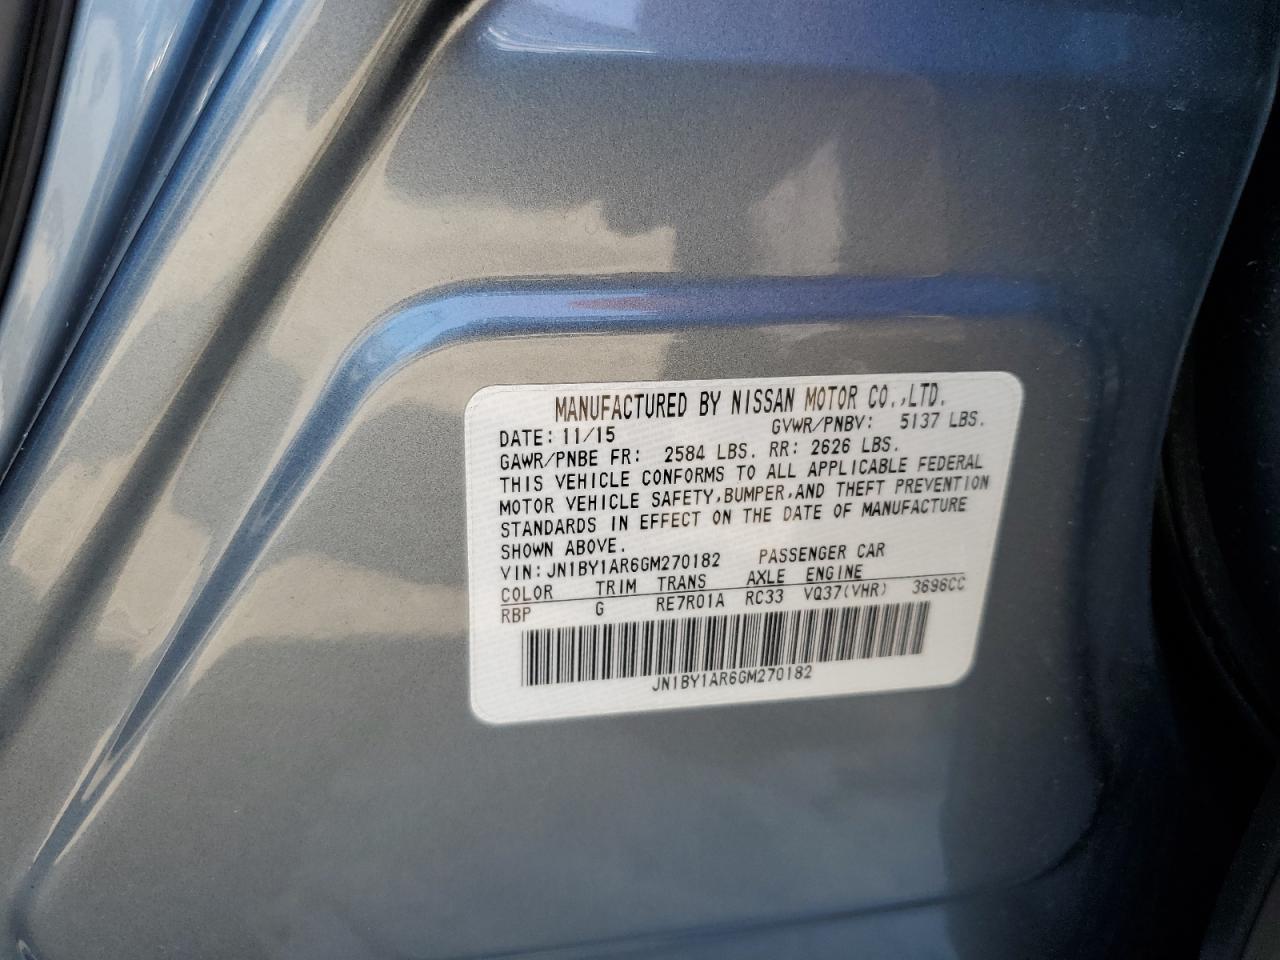 MANUFACTURED BY NISSAN MOTOR CO.,LTD.
DATE: 11/15 GVWR/PNBV: 5137 LBS.
GAWR/PNBE FR: 2584 LBS. RR: 2626 LBS.
THIS VEHICLE CONFORMS TO ALL APPLICABLE FEDERAL
MOTOR VEHICLE SAFETY,BUMPER,AND THEFT PREVENTION
STANDARDS IN EFFECT ON THE DATE OF MANUFACTURE
SHOWN ABOVE.
VIN: JN1BY1AR6GM270182 PASSENGER CAR
COLOR TRIM TRANS AXLE ENGINE
RBP G RE7R01A RC33 VQ37(VHR) 3696CC
JN1BY1AR6GM270182